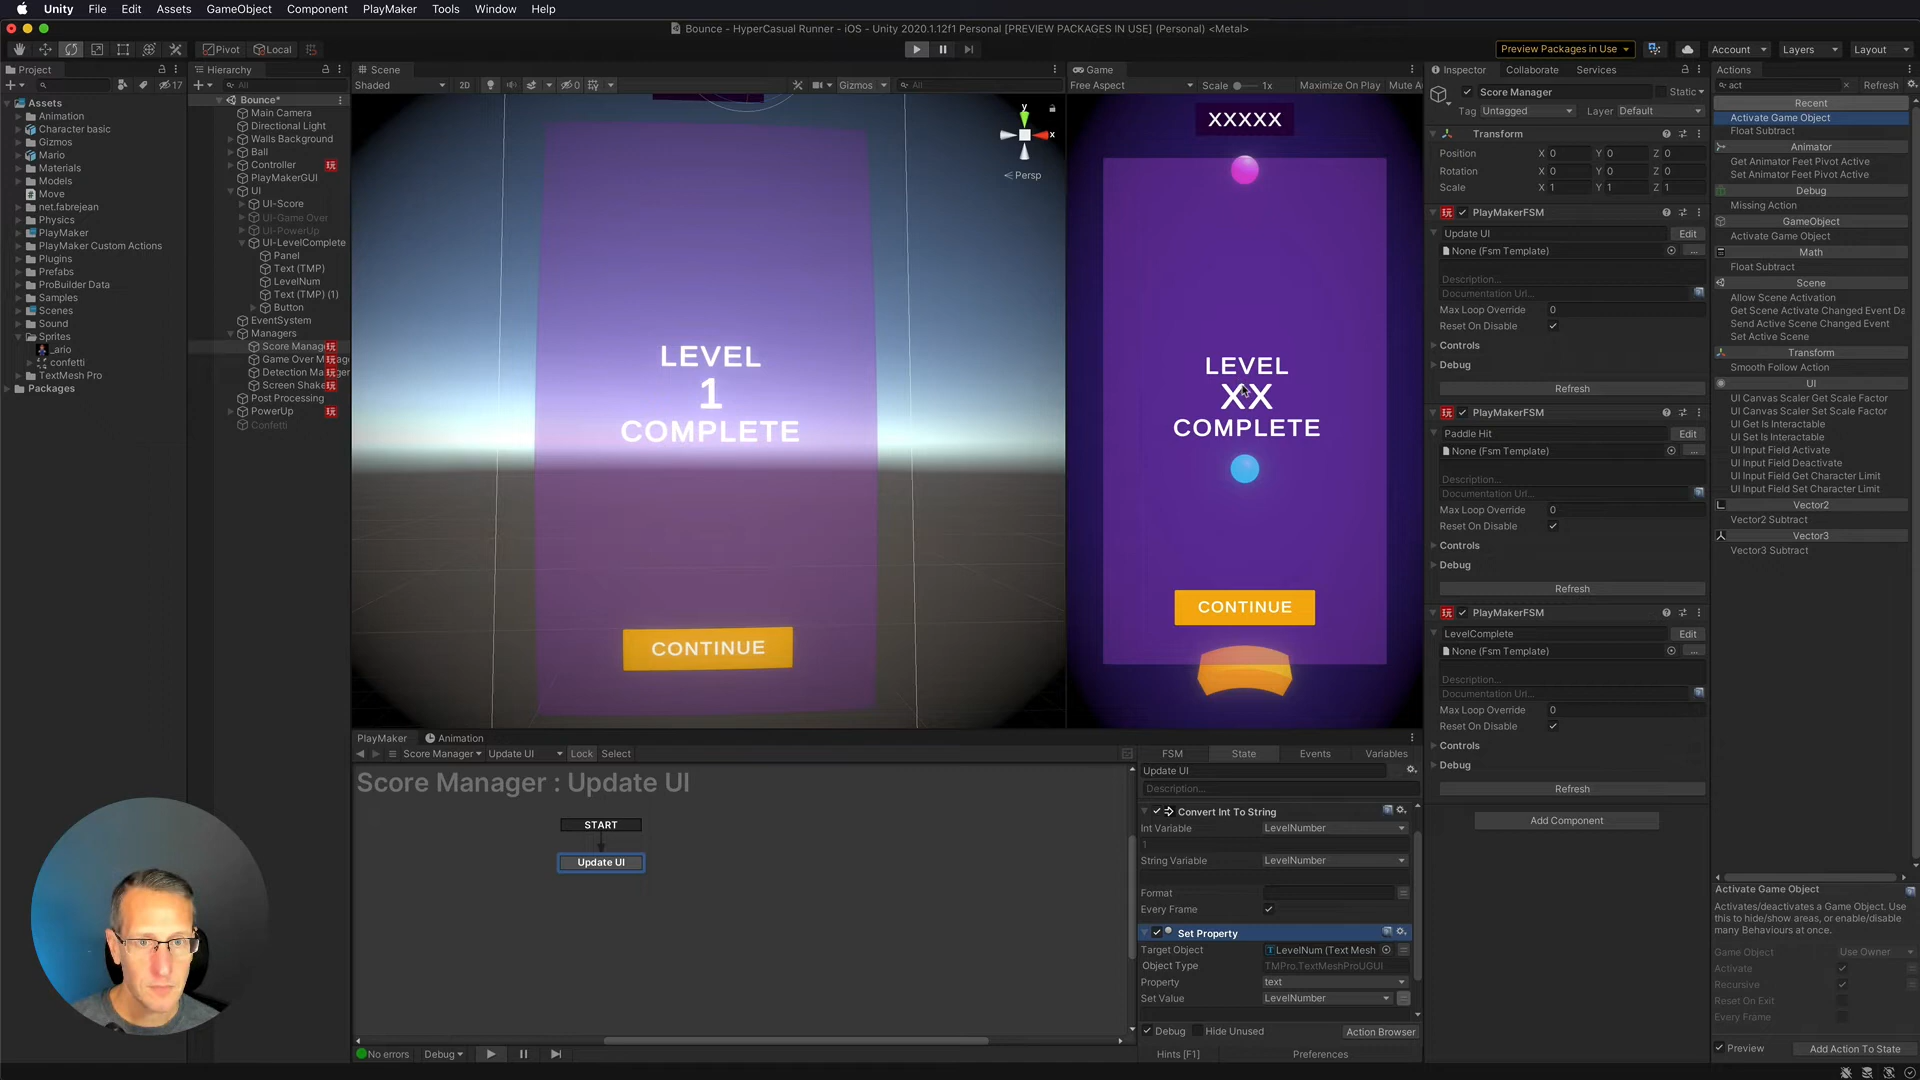 Unity File Edit Assets GameObject Component PlayMaker Tools Window Help
Bounce - HyperCasual Runner - iOS - Unity 2020.1.12f1 Personal [PREVIEW PACKAGES IN USE] (Personal) <Metal>
Pivot Local Preview Packages in Use Account Layers Layout
Project
17
Assets
Animation
Character basic
Gizmos
Mario
Materials
Models
Move
net.fabrejean
Physics
PlayMaker
PlayMaker Custom Actions
Plugins
Prefabs
ProBuilder Data
Samples
Scenes
Sound
Sprites
_ario
confetti
TextMesh Pro
Packages
Hierarchy
All
Bounce*
Main Camera
Directional Light
Walls Background
Ball
Controller
PlayMakerGUI
UI
UI-Score
UI-Game Over
UI-PowerUp
UI-LevelComplete
Panel
Text (TMP)
LevelNum
Text (TMP) (1)
Button
EventSystem
Managers
Score Manag
Game Over M
Detection Ma
Screen Shake
Post Processing
PowerUp
Confetti
Scene
Shaded 2D 0 Gizmos All
y
x
Persp
LEVEL
1
COMPLETE
CONTINUE
Game
Free Aspect Scale 1x Maximize On Play Mute Au
XXXXX
LEVEL
XX
COMPLETE
CONTINUE
PlayMaker Animation
Score Manager Update UI Lock Select
Score Manager : Update UI
START
Update UI
No errors Debug
FSM State Events Variables
Update UI
Description...
Convert Int To String
Int Variable LevelNumber
1
String Variable LevelNumber
Format
Every Frame
Set Property
Target Object LevelNum (Text Mesh
Object Type TMPro.TextMeshProUGUI
Property text
Set Value LevelNumber
Debug Hide Unused Action Browser
Hints [F1] Preferences
Inspector Collaborate Services
Score Manager Static
Tag Untagged Layer Default
Transform
Position X 0 Y 0 Z 0
Rotation X 0 Y 0 Z 0
Scale X 1 Y 1 Z 1
PlayMakerFSM
Update UI Edit
None (Fsm Template) ...
Description...
Documentation Url...
Max Loop Override 0
Reset On Disable
Controls
Debug
Refresh
PlayMakerFSM
Paddle Hit Edit
None (Fsm Template) ...
Description...
Documentation Url...
Max Loop Override 0
Reset On Disable
Controls
Debug
Refresh
PlayMakerFSM
LevelComplete Edit
None (Fsm Template) ...
Description...
Documentation Url...
Max Loop Override 0
Reset On Disable
Controls
Debug
Refresh
Add Component
Actions
act Refresh
Recent
Activate Game Object
Float Subtract
Animator
Get Animator Feet Pivot Active
Set Animator Feet Pivot Active
Debug
Missing Action
GameObject
Activate Game Object
Math
Float Subtract
Scene
Allow Scene Activation
Get Scene Activate Changed Event Da
Send Active Scene Changed Event
Set Active Scene
Transform
Smooth Follow Action
UI
UI Canvas Scaler Get Scale Factor
UI Canvas Scaler Set Scale Factor
UI Get Is Interactable
UI Set Is Interactable
UI Input Field Activate
UI Input Field Deactivate
UI Input Field Get Character Limit
UI Input Field Set Character Limit
Vector2
Vector2 Subtract
Vector3
Vector3 Subtract
Activate Game Object
Activates/deactivates a Game Object. Use
this to hide/show areas, or enable/disable
many Behaviours at once.
Game Object Use Owner
Activate
Recursive
Reset On Exit
Every Frame
Preview Add Action To State